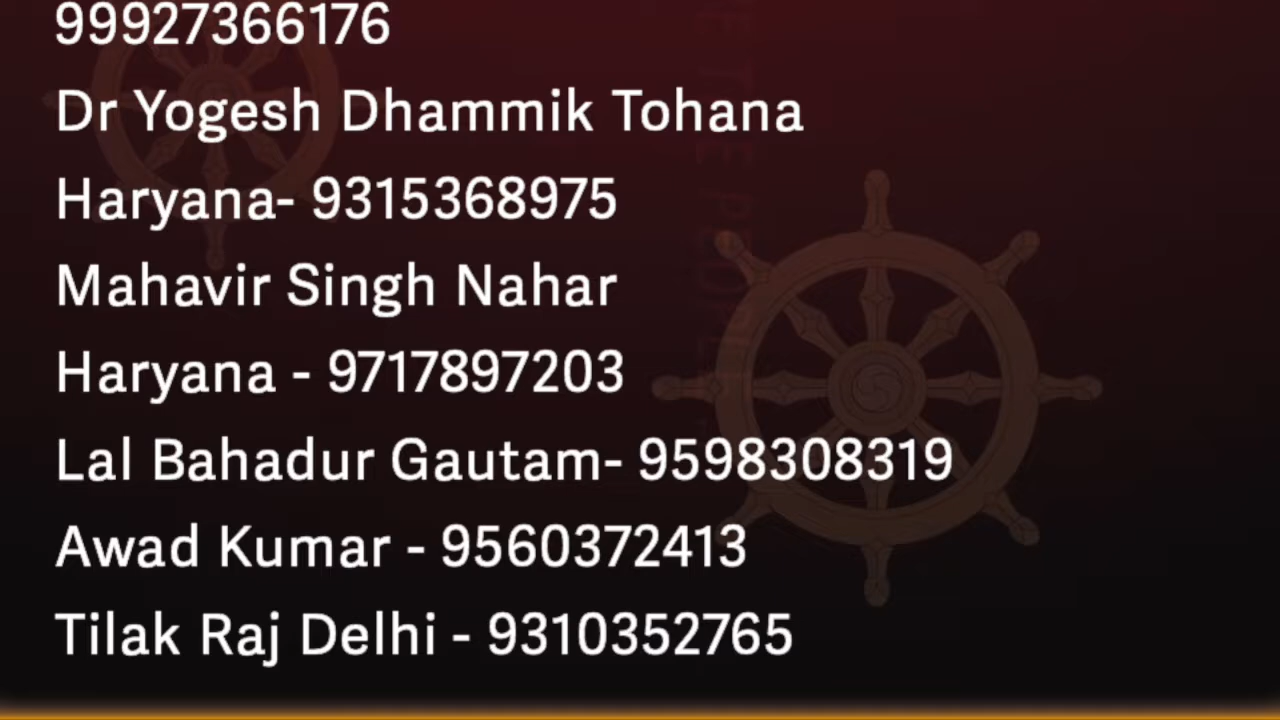 99927366176
Dr Yogesh Dhammik Tohana
Haryana- 9315368975
Mahavir Singh Nahar
Haryana - 9717897203
Lal Bahadur Gautam- 9598308319
Awad Kumar - 9560372413
Tilak Raj Delhi - 9310352765